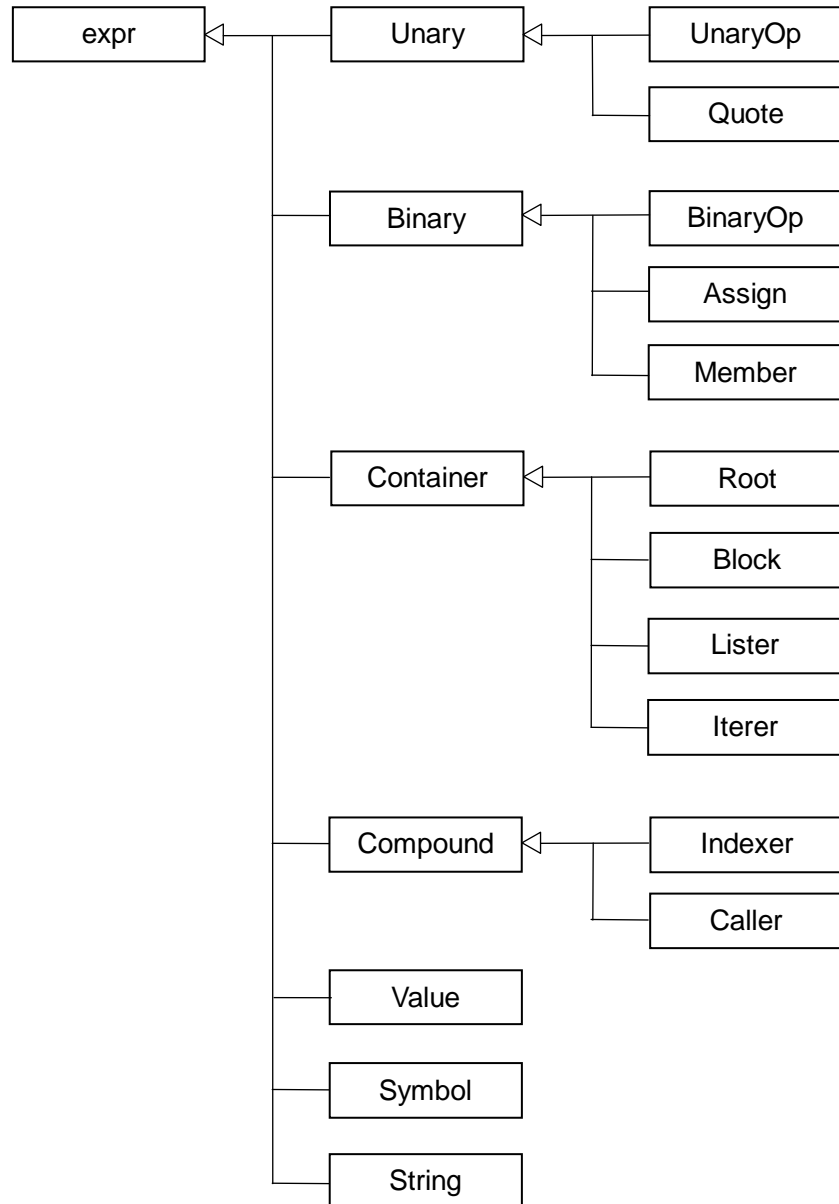 expr
Unary
UnaryOp
Quote
Binary
BinaryOp
Assign
Member
Container
Root
Block
Lister
Iterer
Compound
Indexer
Caller
Value
Symbol
String